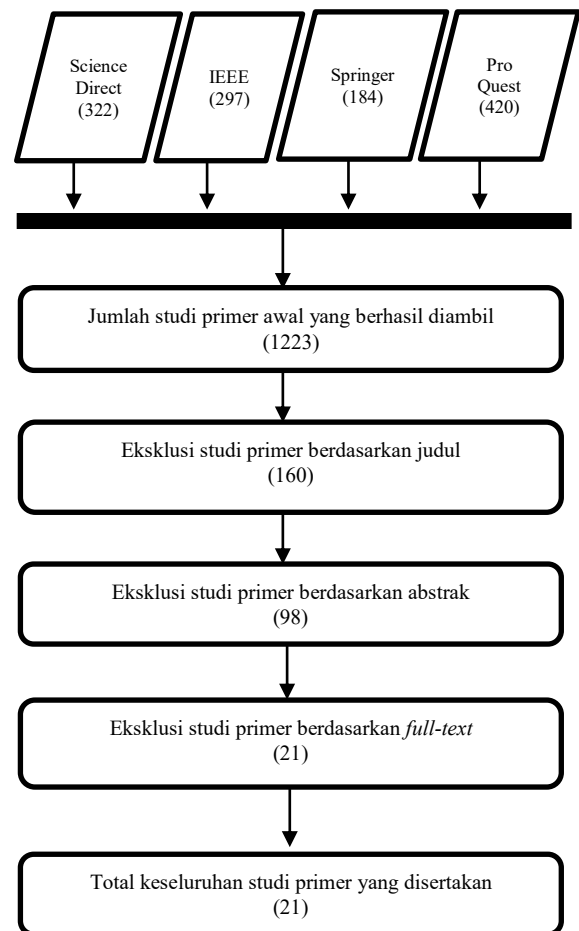 Science
Direct
(322)
IEEE
(297)
Springer
(184)
Pro
Quest
(420)
Jumlah studi primer awal yang berhasil diambil
(1223)
Eksklusi studi primer berdasarkan judul
(160)
Eksklusi studi primer berdasarkan abstrak
(98)
Eksklusi studi primer berdasarkan full-text
(21)
Total keseluruhan studi primer yang disertakan
(21)